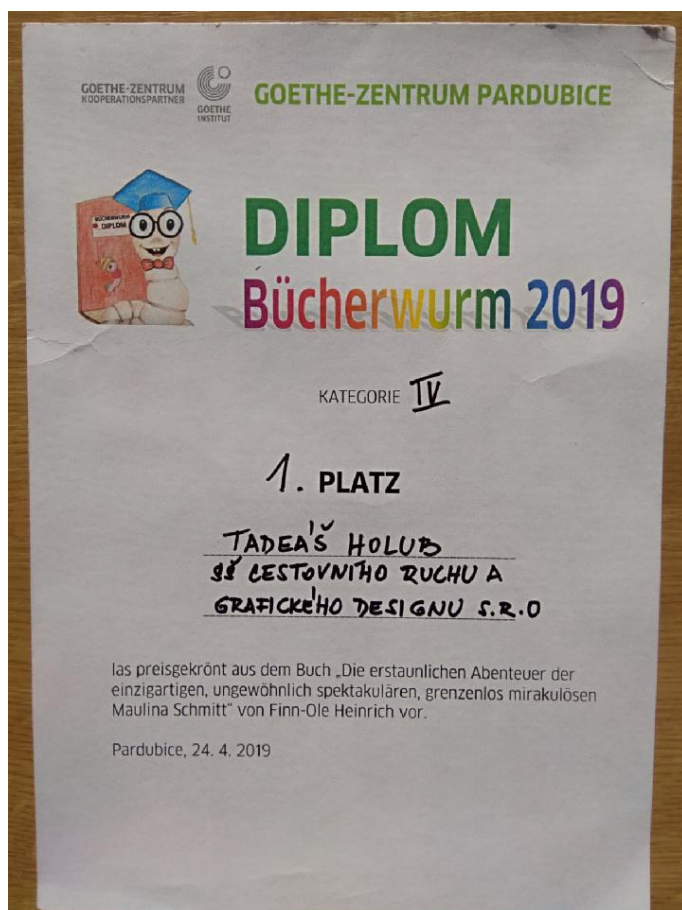 GOETHE-ZENTRUM
KOOPERATIONSPARTNER
GOETHE
INSTITUT
GOETHE-ZENTRUM PARDUBICE
BÜCHERWURM
DIPLOM
DIPLOM
Bücherwurm 2019
KATEGORIE IV
1. PLATZ
TADEÁŠ HOLUB
SŠ CESTOVNÍHO RUCHU A
GRAFICKÉHO DESIGNU S.R.O
las preisgekrönt aus dem Buch „Die erstaunlichen Abenteuer der
einzigartigen, ungewöhnlich spektakulären, grenzenlos mirakulösen
Maulina Schmitt“ von Finn-Ole Heinrich vor.
Pardubice, 24. 4. 2019